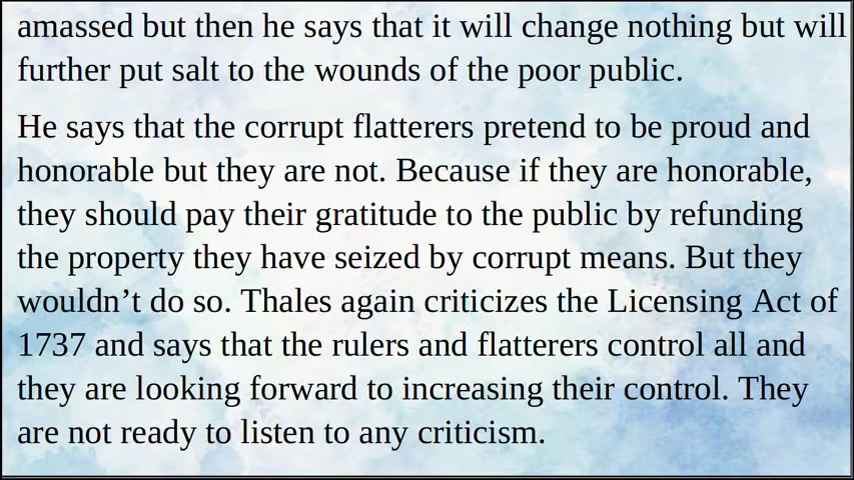 amassed but then he says that it will change nothing but will
further put salt to the wounds of the poor public.
He says that the corrupt flatterers pretend to be proud and
honorable but they are not. Because if they are honorable,
they should pay their gratitude to the public by refunding
the property they have seized by corrupt means. But they
wouldn’t do so. Thales again criticizes the Licensing Act of
1737 and says that the rulers and flatterers control all and
they are looking forward to increasing their control. They
are not ready to listen to any criticism.